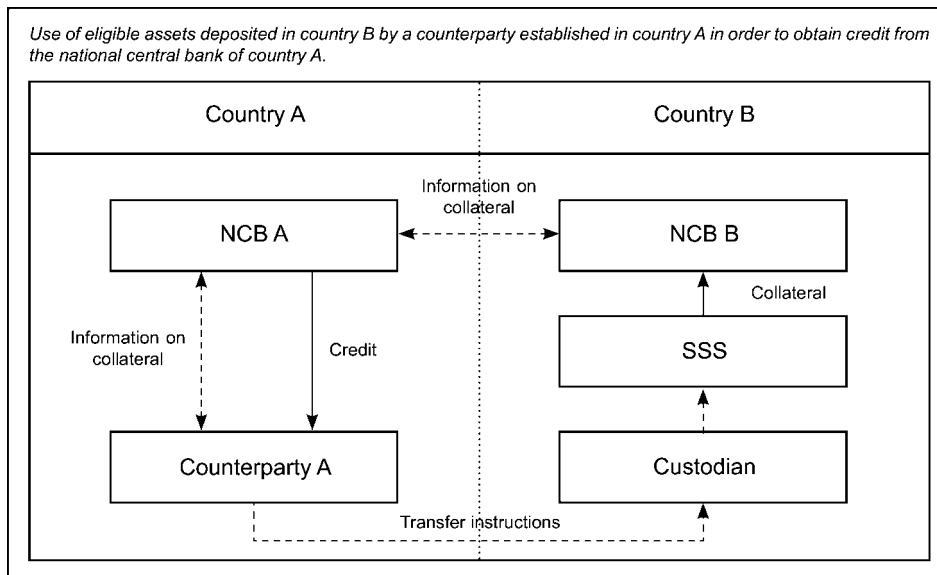 Use of eligible assets deposited in country B by a counterparty established in country A in order to obtain credit from
the national central bank of country A.
Country A
Country B
Information on
collateral
NCB A
NCB B
Collateral
Information on
collateral
Credit
SSS
Counterparty A
Custodian
Transfer instructions